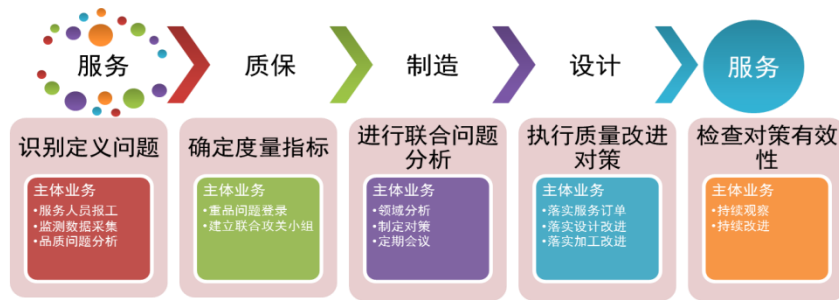 服务
质保
制造
设计
服务
识别定义问题
主体业务
•服务人员报工
•监测数据采集
•品质问题分析
确定度量指标
主体业务
•重品问题登录
•建立联合攻关小组
进行联合问题
分析
主体业务
•领域分析
•制定对策
•定期会议
执行质量改进
对策
主体业务
•落实服务订单
•落实设计改进
•落实加工改进
检查对策有效
性
主体业务
•持续观察
•持续改进